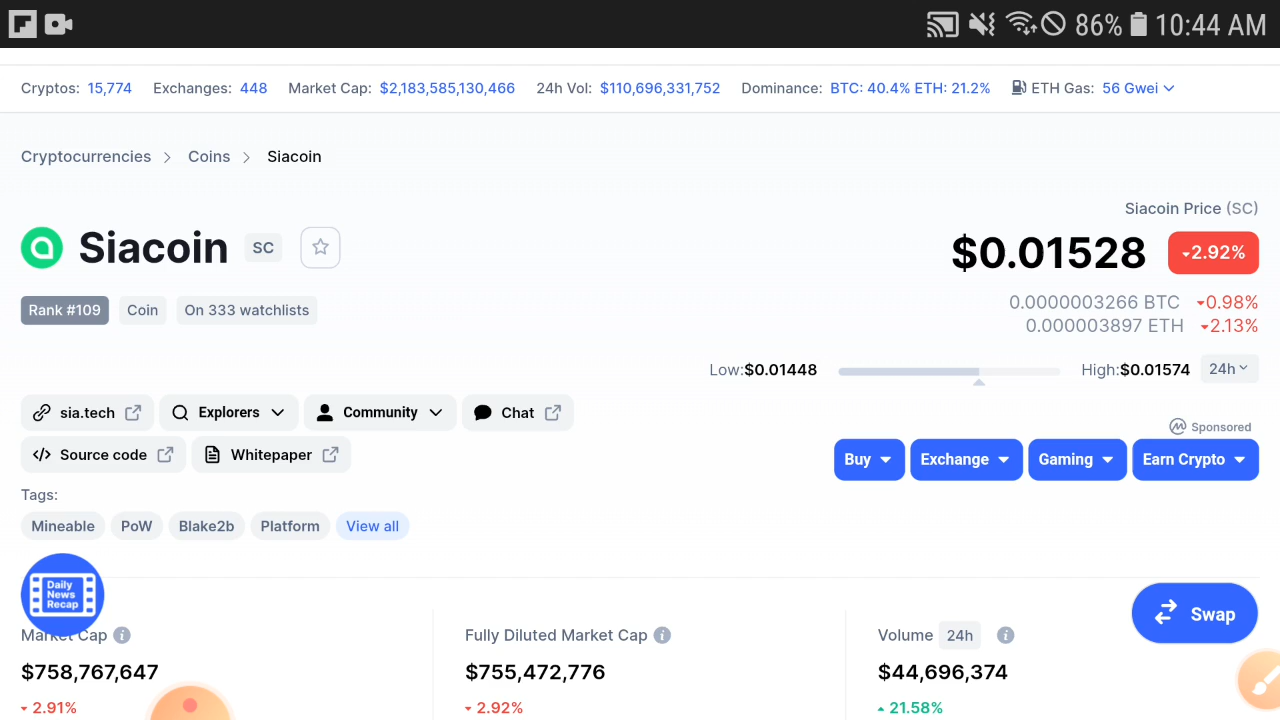 86% 10:44 AM
Cryptos: 15,774 Exchanges: 448 Market Cap: $2,183,585,130,466 24h Vol: $110,696,331,752 Dominance: BTC: 40.4% ETH: 21.2% ETH Gas: 56 Gwei
Cryptocurrencies > Coins > Siacoin
Siacoin Price (SC)
Siacoin SC $0.01528 2.92%
Rank #109 Coin On 333 watchlists 0.0000003266 BTC 0.98%
0.000003897 ETH 2.13%
Low:$0.01448 High:$0.01574 24h
sia.tech Explorers Community Chat
Sponsored
Source code Whitepaper Buy Exchange Gaming Earn Crypto
Tags:
Mineable PoW Blake2b Platform View all
Daily
News
Recap
Swap
Market Cap Fully Diluted Market Cap Volume 24h
$758,767,647 $755,472,776 $44,696,374
2.91% 2.92% 21.58%